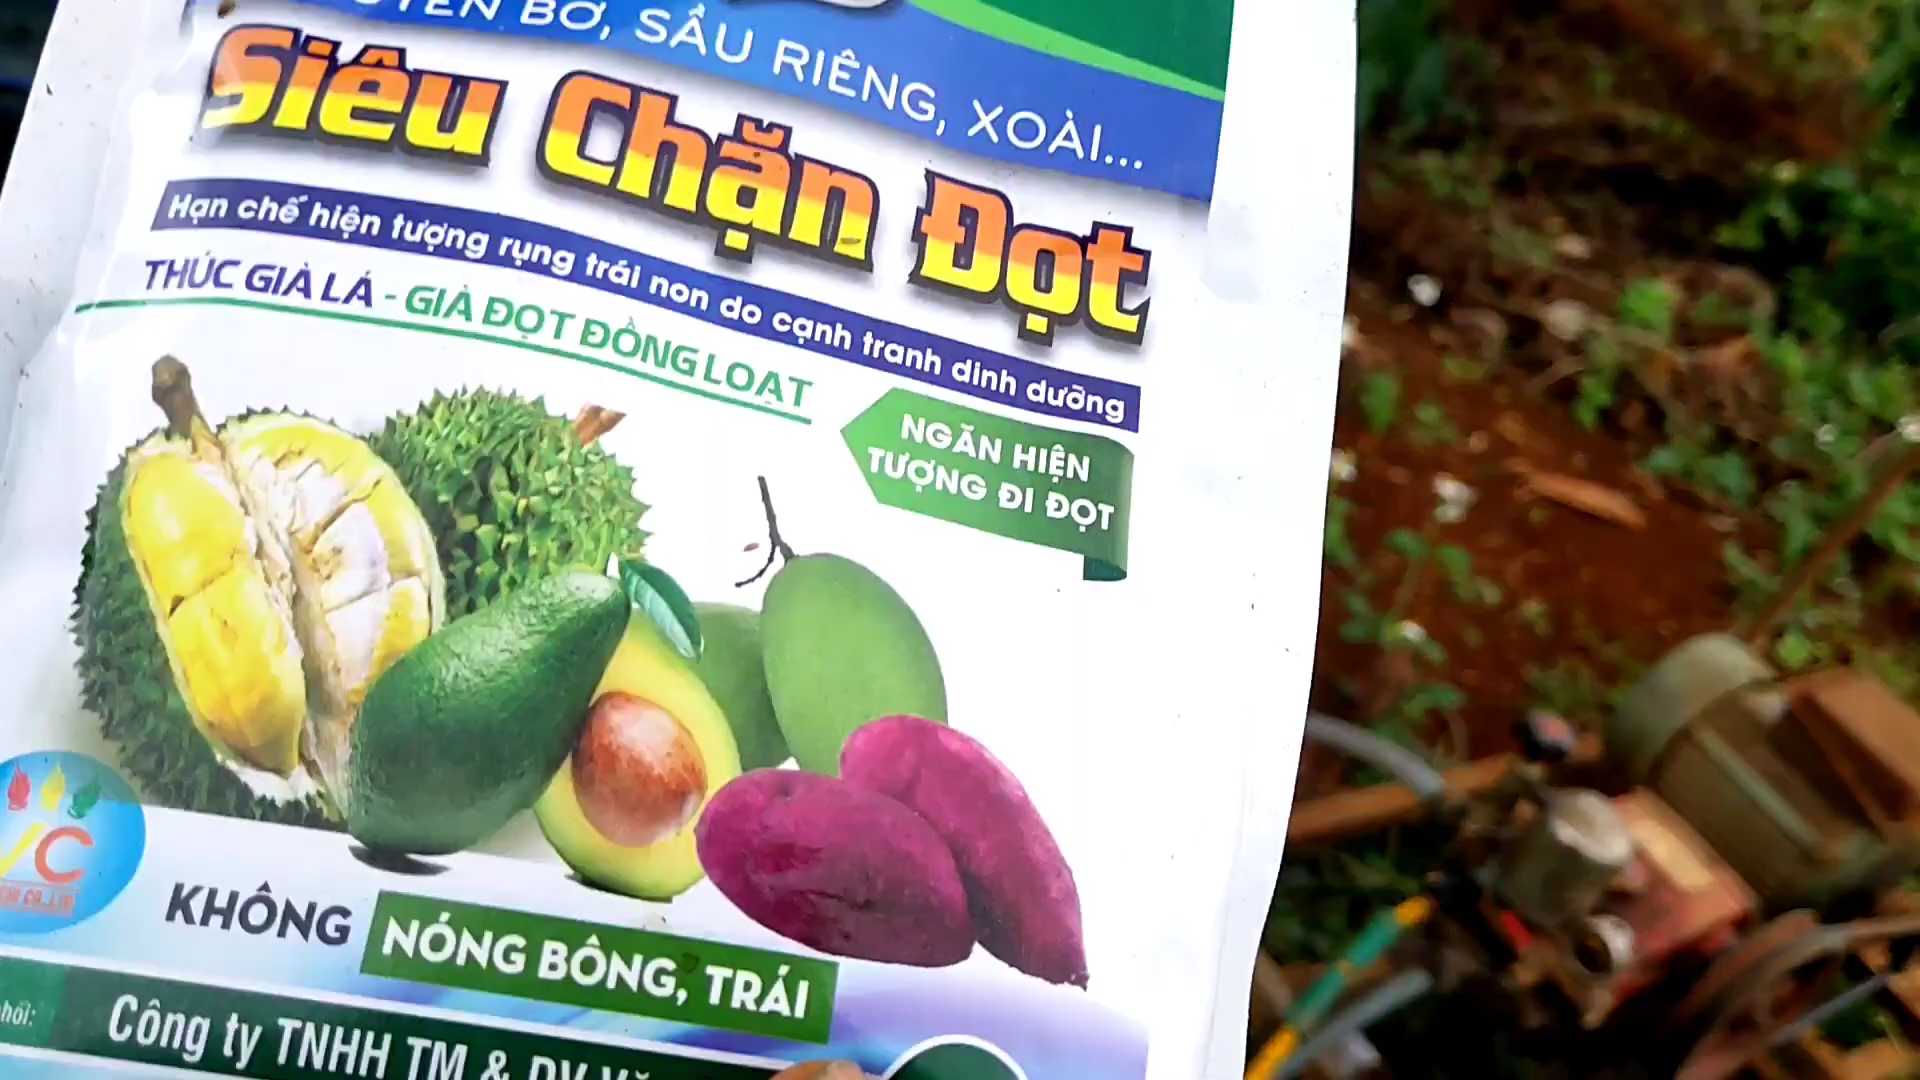 BƠ, SẦU RIÊNG, XOÀI...
Siêu Chặn Đọt
Hạn chế hiện tượng rụng trái non do cạnh tranh dinh dưỡng
THÚC GIÀ LÁ - GIÀ ĐỌT ĐỒNG LOẠT
NGĂN HIỆN
TƯỢNG ĐI ĐỌT
VC
KHÔNG
NÓNG BÔNG, TRÁI
Công ty TNHH TM & DV